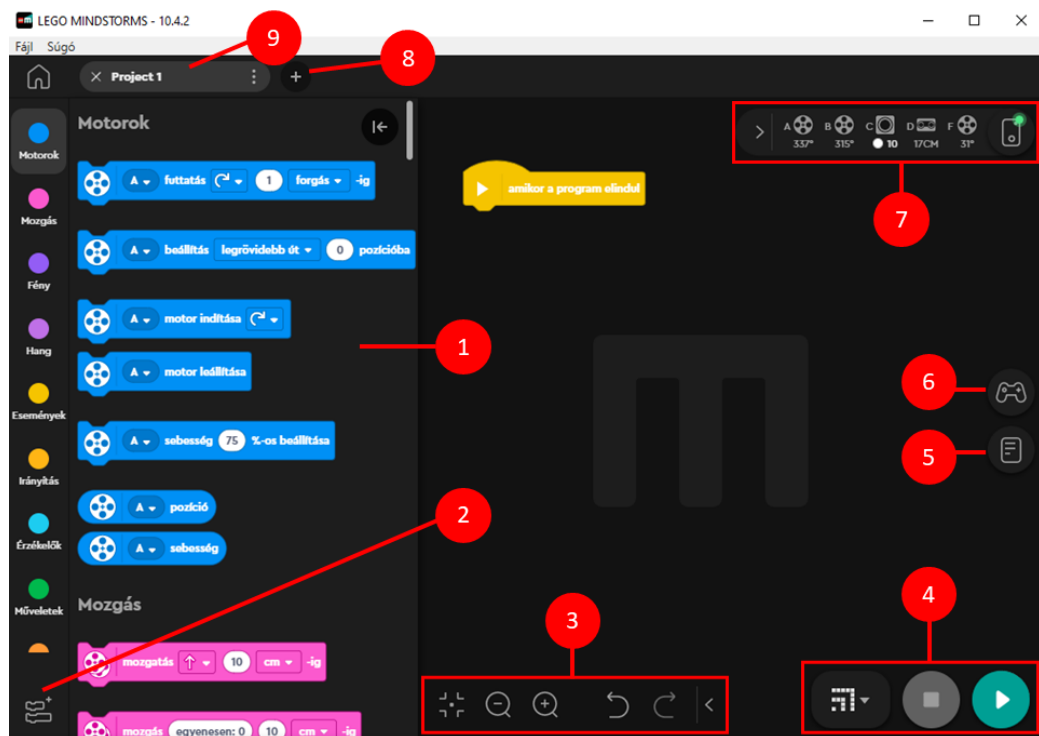 LEGO MINDSTORMS - 10.4.2
Fájl Súgó
9
8
Project 1
Motorok
Motorok
A futtatás 1 forgás -ig
Mozgás
A beállítás legrövidebb út 0 pozícióba
Fény
A motor indítása
Hang
A motor leállítása
1
Események
A sebesség 75 %-os beállítása
Irányítás
A pozíció
2
Érzékelők
A sebesség
Műveletek
Mozgás
mozgatás 10 cm -ig
mozgás egyenesen: 0 10 cm -ig
amikor a program elindul
A B C D F
337° 315° 10 17CM 31°
7
6
5
3
4